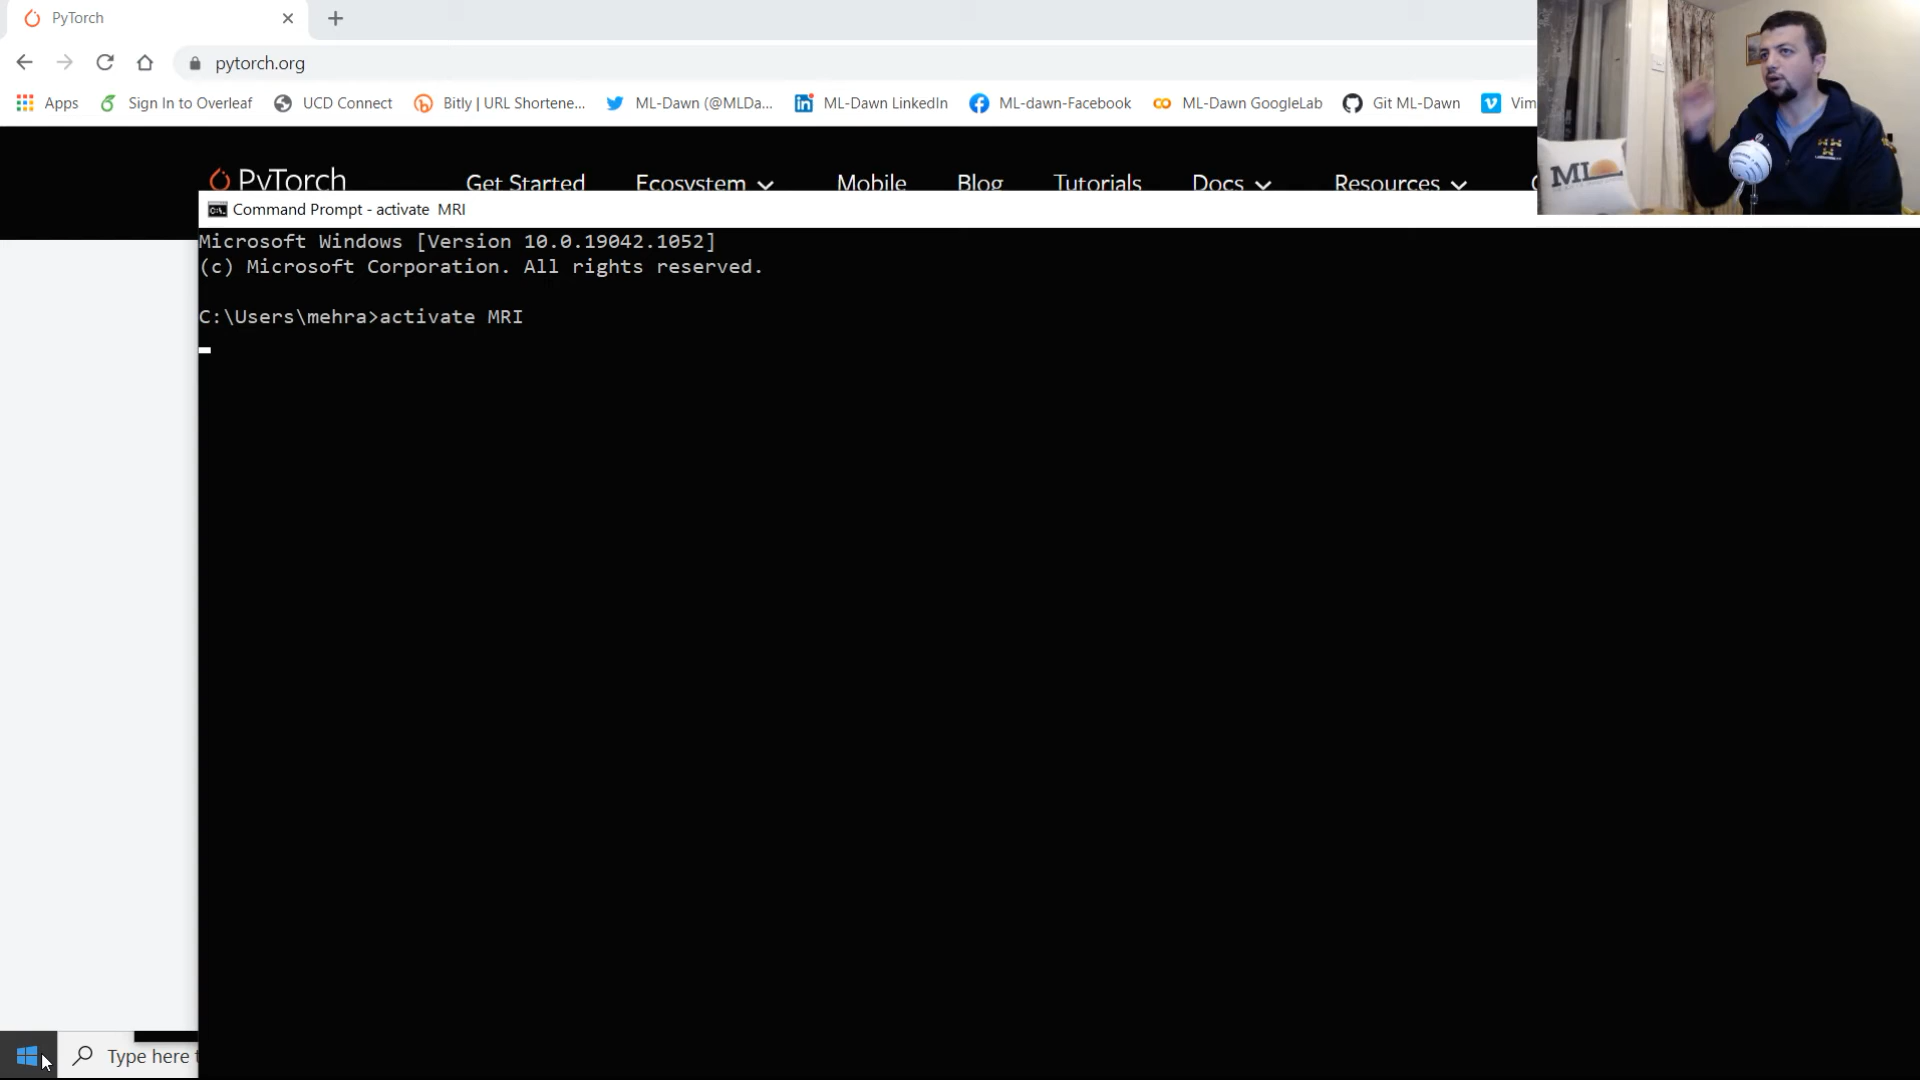 PyTorch
pytorch.org
Apps Sign In to Overleaf UCD Connect Bitly | URL Shortene... ML-Dawn (@MLDa... ML-Dawn LinkedIn ML-dawn-Facebook ML-Dawn GoogleLab Git ML-Dawn Vim
PyTorch Get Started Ecosystem Mobile Blog Tutorials Docs Resources
Command Prompt - activate  MRI
Microsoft Windows [Version 10.0.19042.1052]
(c) Microsoft Corporation. All rights reserved.
C:\Users\mehra>activate MRI
Type here t
ML